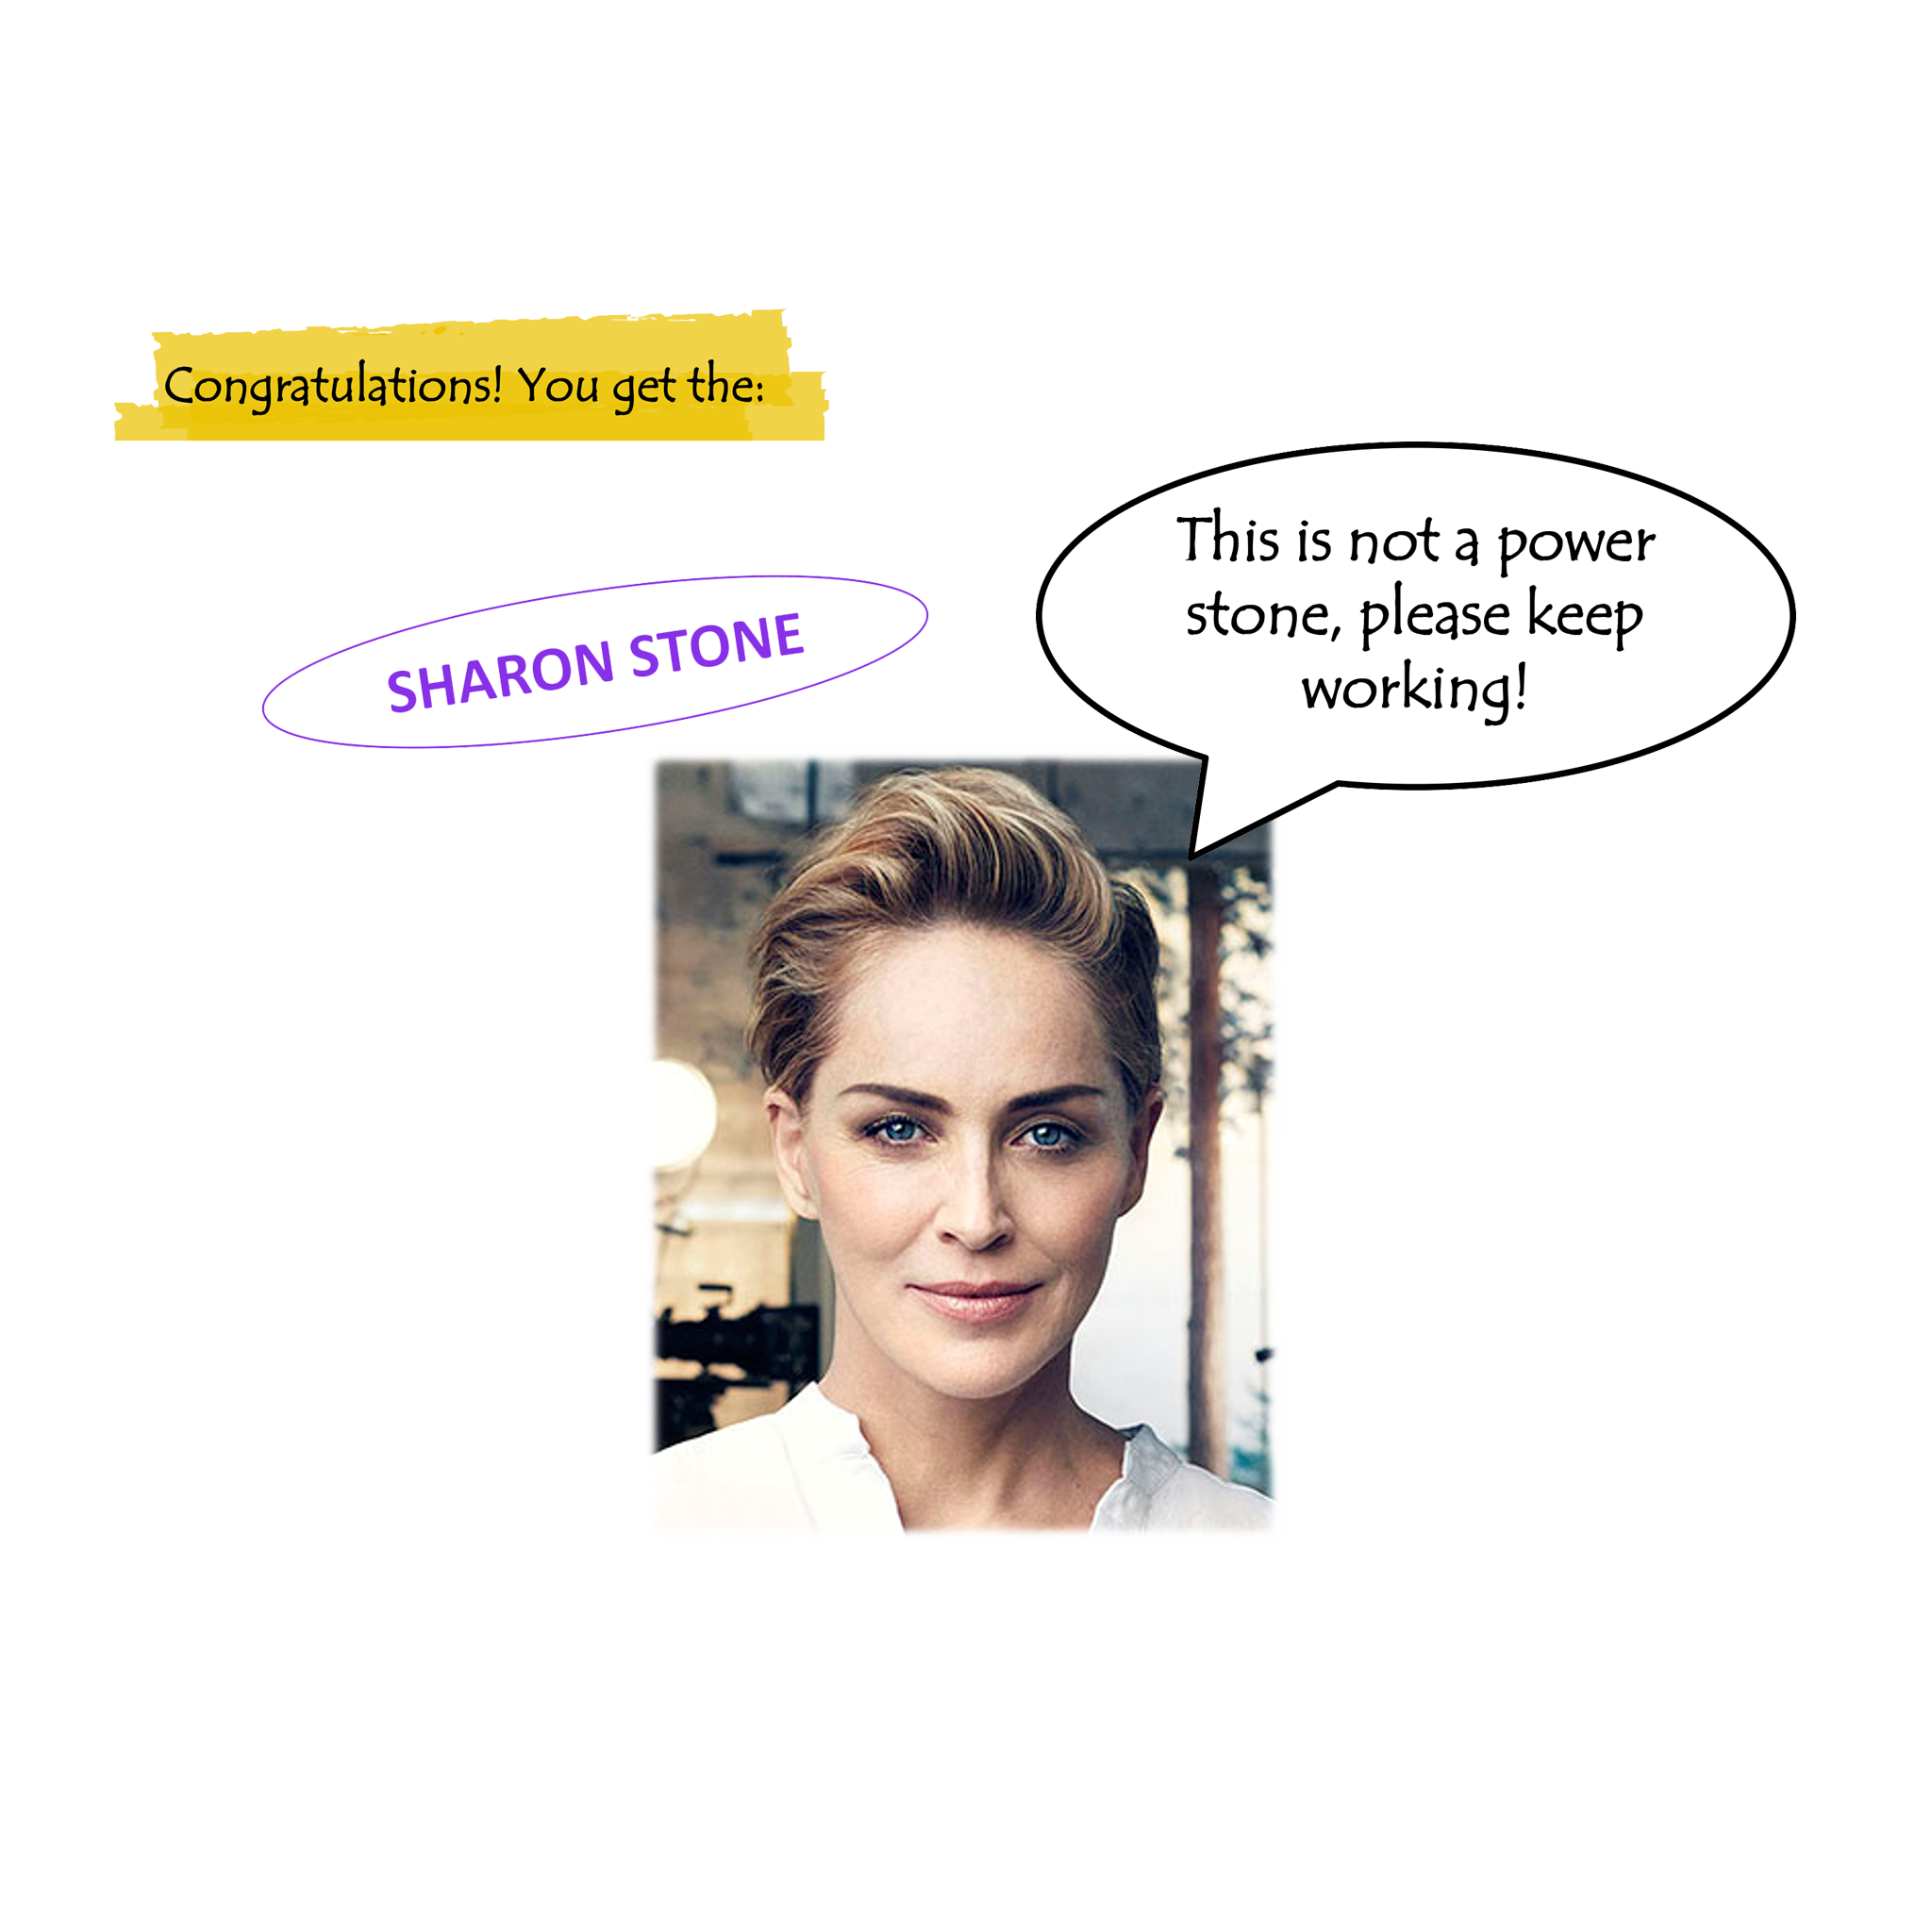 Congratulations! You get the:
SHARON STONE
This is not a power
stone, please keep
working!